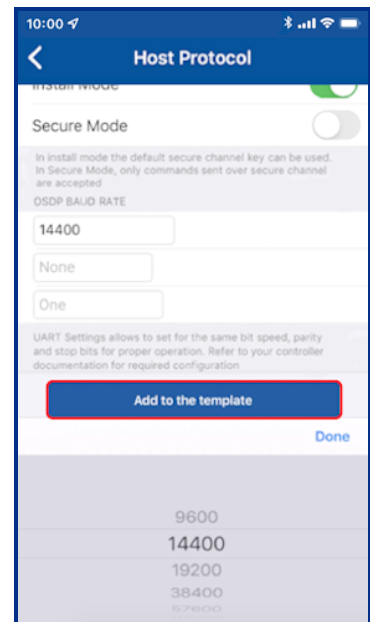 10:00
Host Protocol
Install Mode
Secure Mode
In install mode the default secure channel key can be used.
In Secure Mode, only commands sent over secure channel
are accepted
OSDP BAUD RATE
14400
None
One
UART Settings allows to set for the same bit speed, parity
and stop bits for proper operation. Refer to your controller
documentation for required configuration
Add to the template
Done
9600
14400
19200
38400
57600